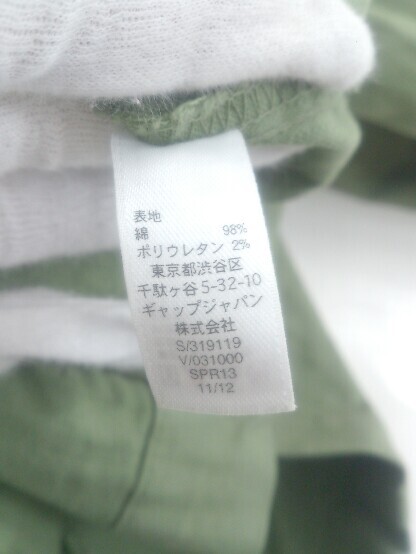 表地
綿 98%
ポリウレタン 2%
東京都渋谷区
千駄ヶ谷5-32-10
ギャップジャパン
株式会社
S/319119
V/031000
SPR13
11/12